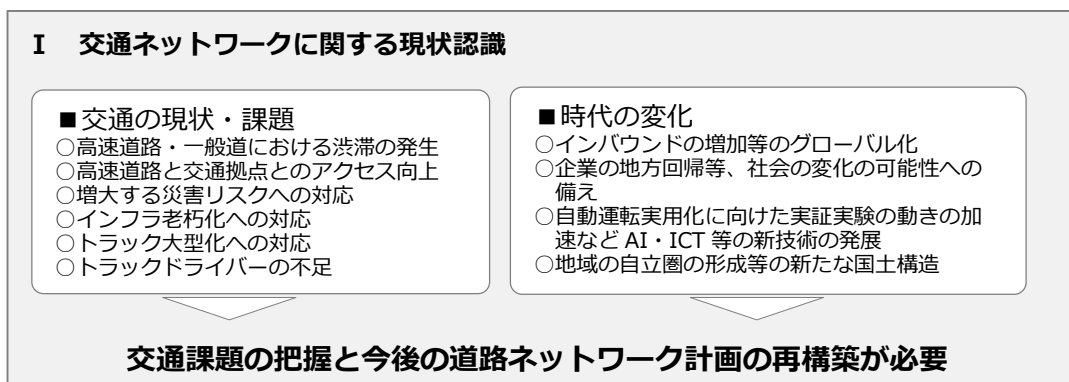 Ⅰ 交通ネットワークに関する現状認識
■交通の現状・課題
○高速道路・一般道における渋滞の発生
○高速道路と交通拠点とのアクセス向上
○増大する災害リスクへの対応
○インフラ老朽化への対応
○トラック大型化への対応
○トラックドライバーの不足
■時代の変化
○インバウンドの増加等のグローバル化
○企業の地方回帰等、社会の変化の可能性への
備え
○自動運転実用化に向けた実証実験の動きの加
速など AI・ICT 等の新技術の発展
○地域の自立圏の形成等の新たな国土構造
交通課題の把握と今後の道路ネットワーク計画の再構築が必要